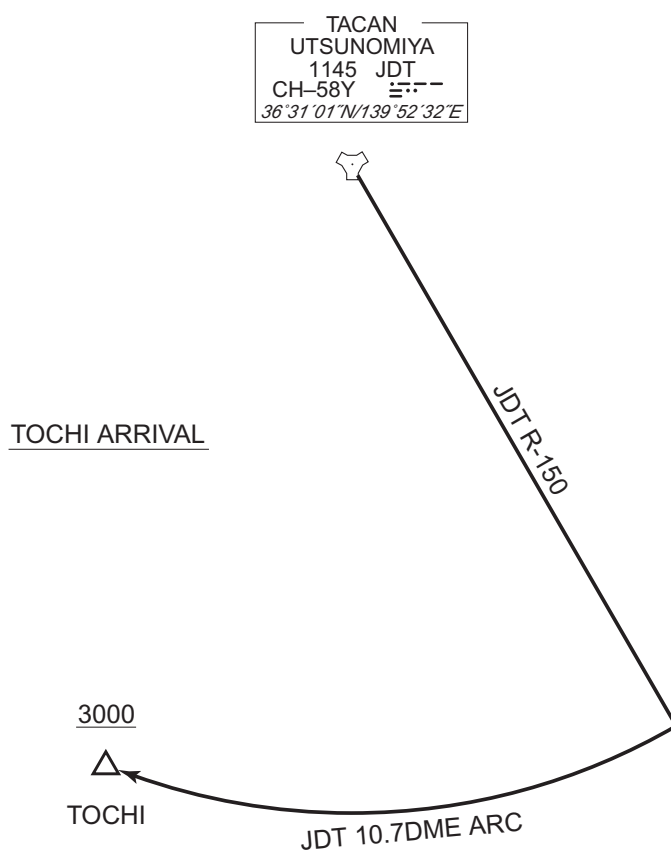 TACAN
UTSUNOMIYA
1145 JDT
CH–58Y
36°31´01˝N/139°52´32˝E
JDT R-150
TOCHI ARRIVAL
3000
TOCHI
JDT 10.7DME ARC